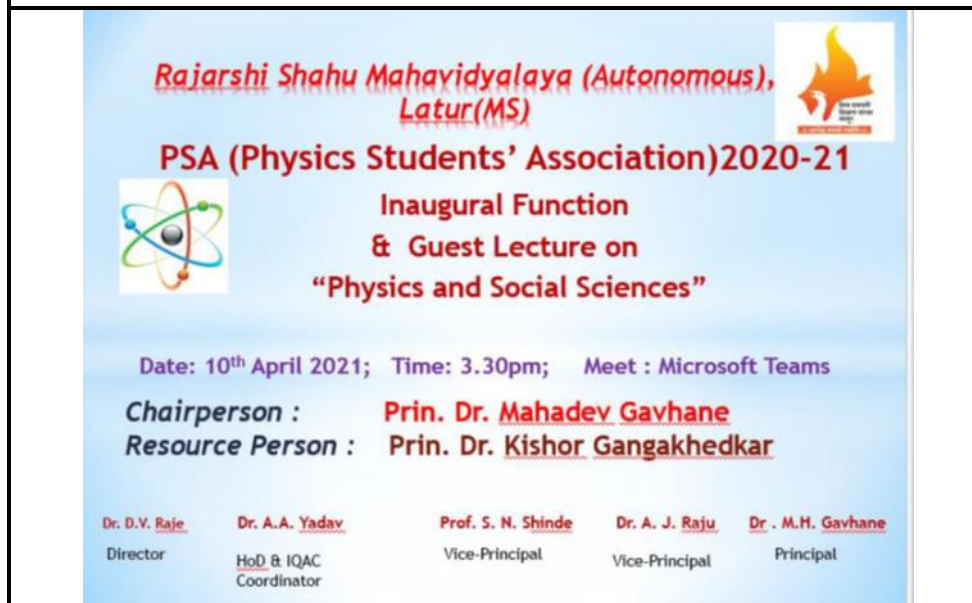 Rajarshi Shahu Mahavidyalaya (Autonomous),
Latur(MS)
PSA (Physics Students’ Association)2020-21
Inaugural Function
& Guest Lecture on
“Physics and Social Sciences”
Date: 10th April 2021; Time: 3.30pm; Meet : Microsoft Teams
Chairperson : Prin. Dr. Mahadev Gavhane
Resource Person : Prin. Dr. Kishor Gangakhedkar
Dr. D.V. Raje Dr. A.A. Yadav Prof. S. N. Shinde Dr. A. J. Raju Dr . M.H. Gavhane
Director HoD & IQAC Vice-Principal Vice-Principal Principal
Coordinator